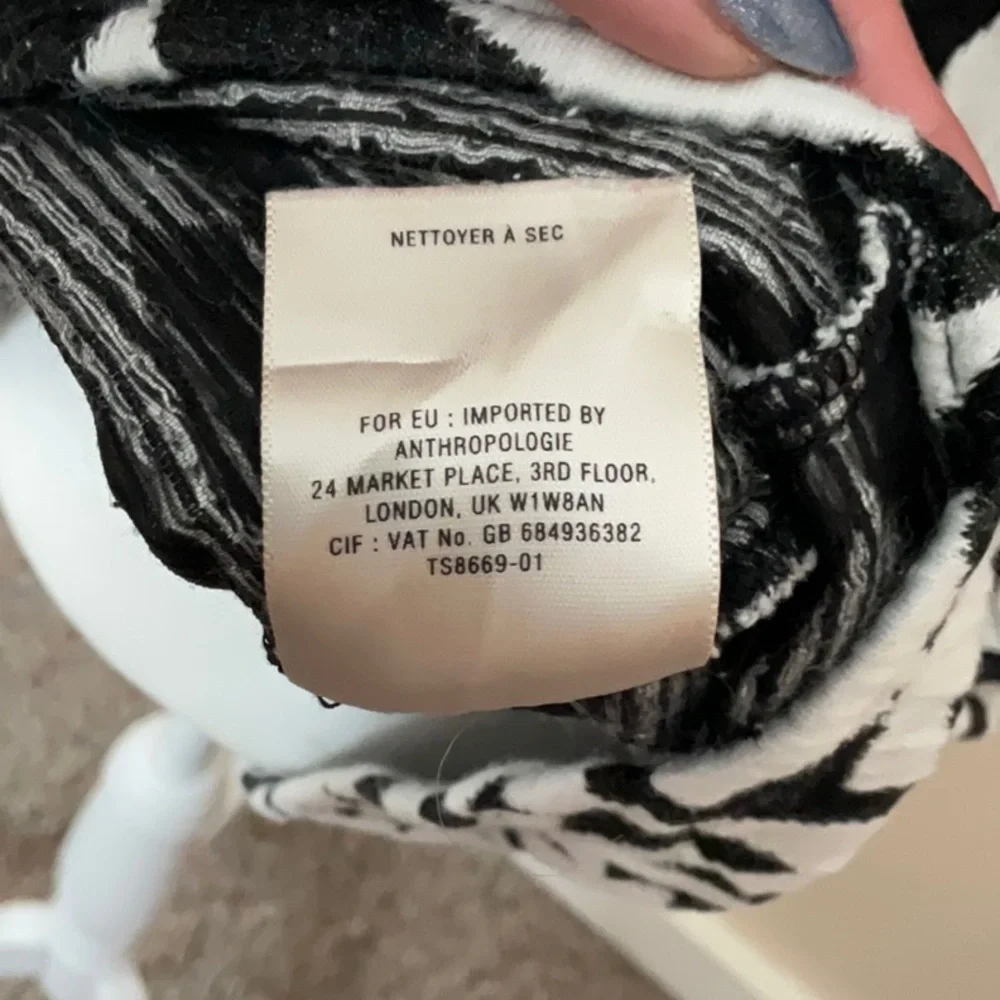 NETTOYER À SEC
FOR EU : IMPORTED BY
ANTHROPOLOGIE
24 MARKET PLACE, 3RD FLOOR,
LONDON, UK W1W8AN
CIF : VAT No. GB 684936382
TS8669-01